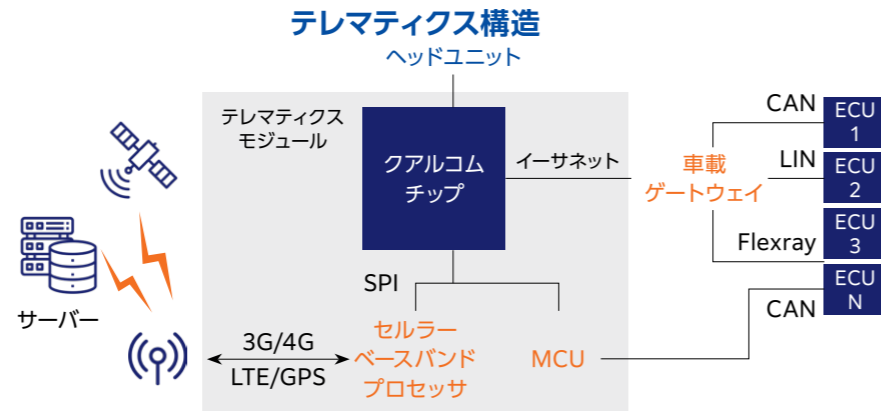 テレマティクス構造
ヘッドユニット
テレマティクス
モジュール
クアルコム
チップ
イーサネット
車載
ゲートウェイ
CAN
ECU
1
LIN
ECU
2
Flexray
ECU
3
CAN
ECU
N
サーバー
SPI
3G/4G
LTE/GPS
セルラー
ベースバンド
プロセッサ
MCU